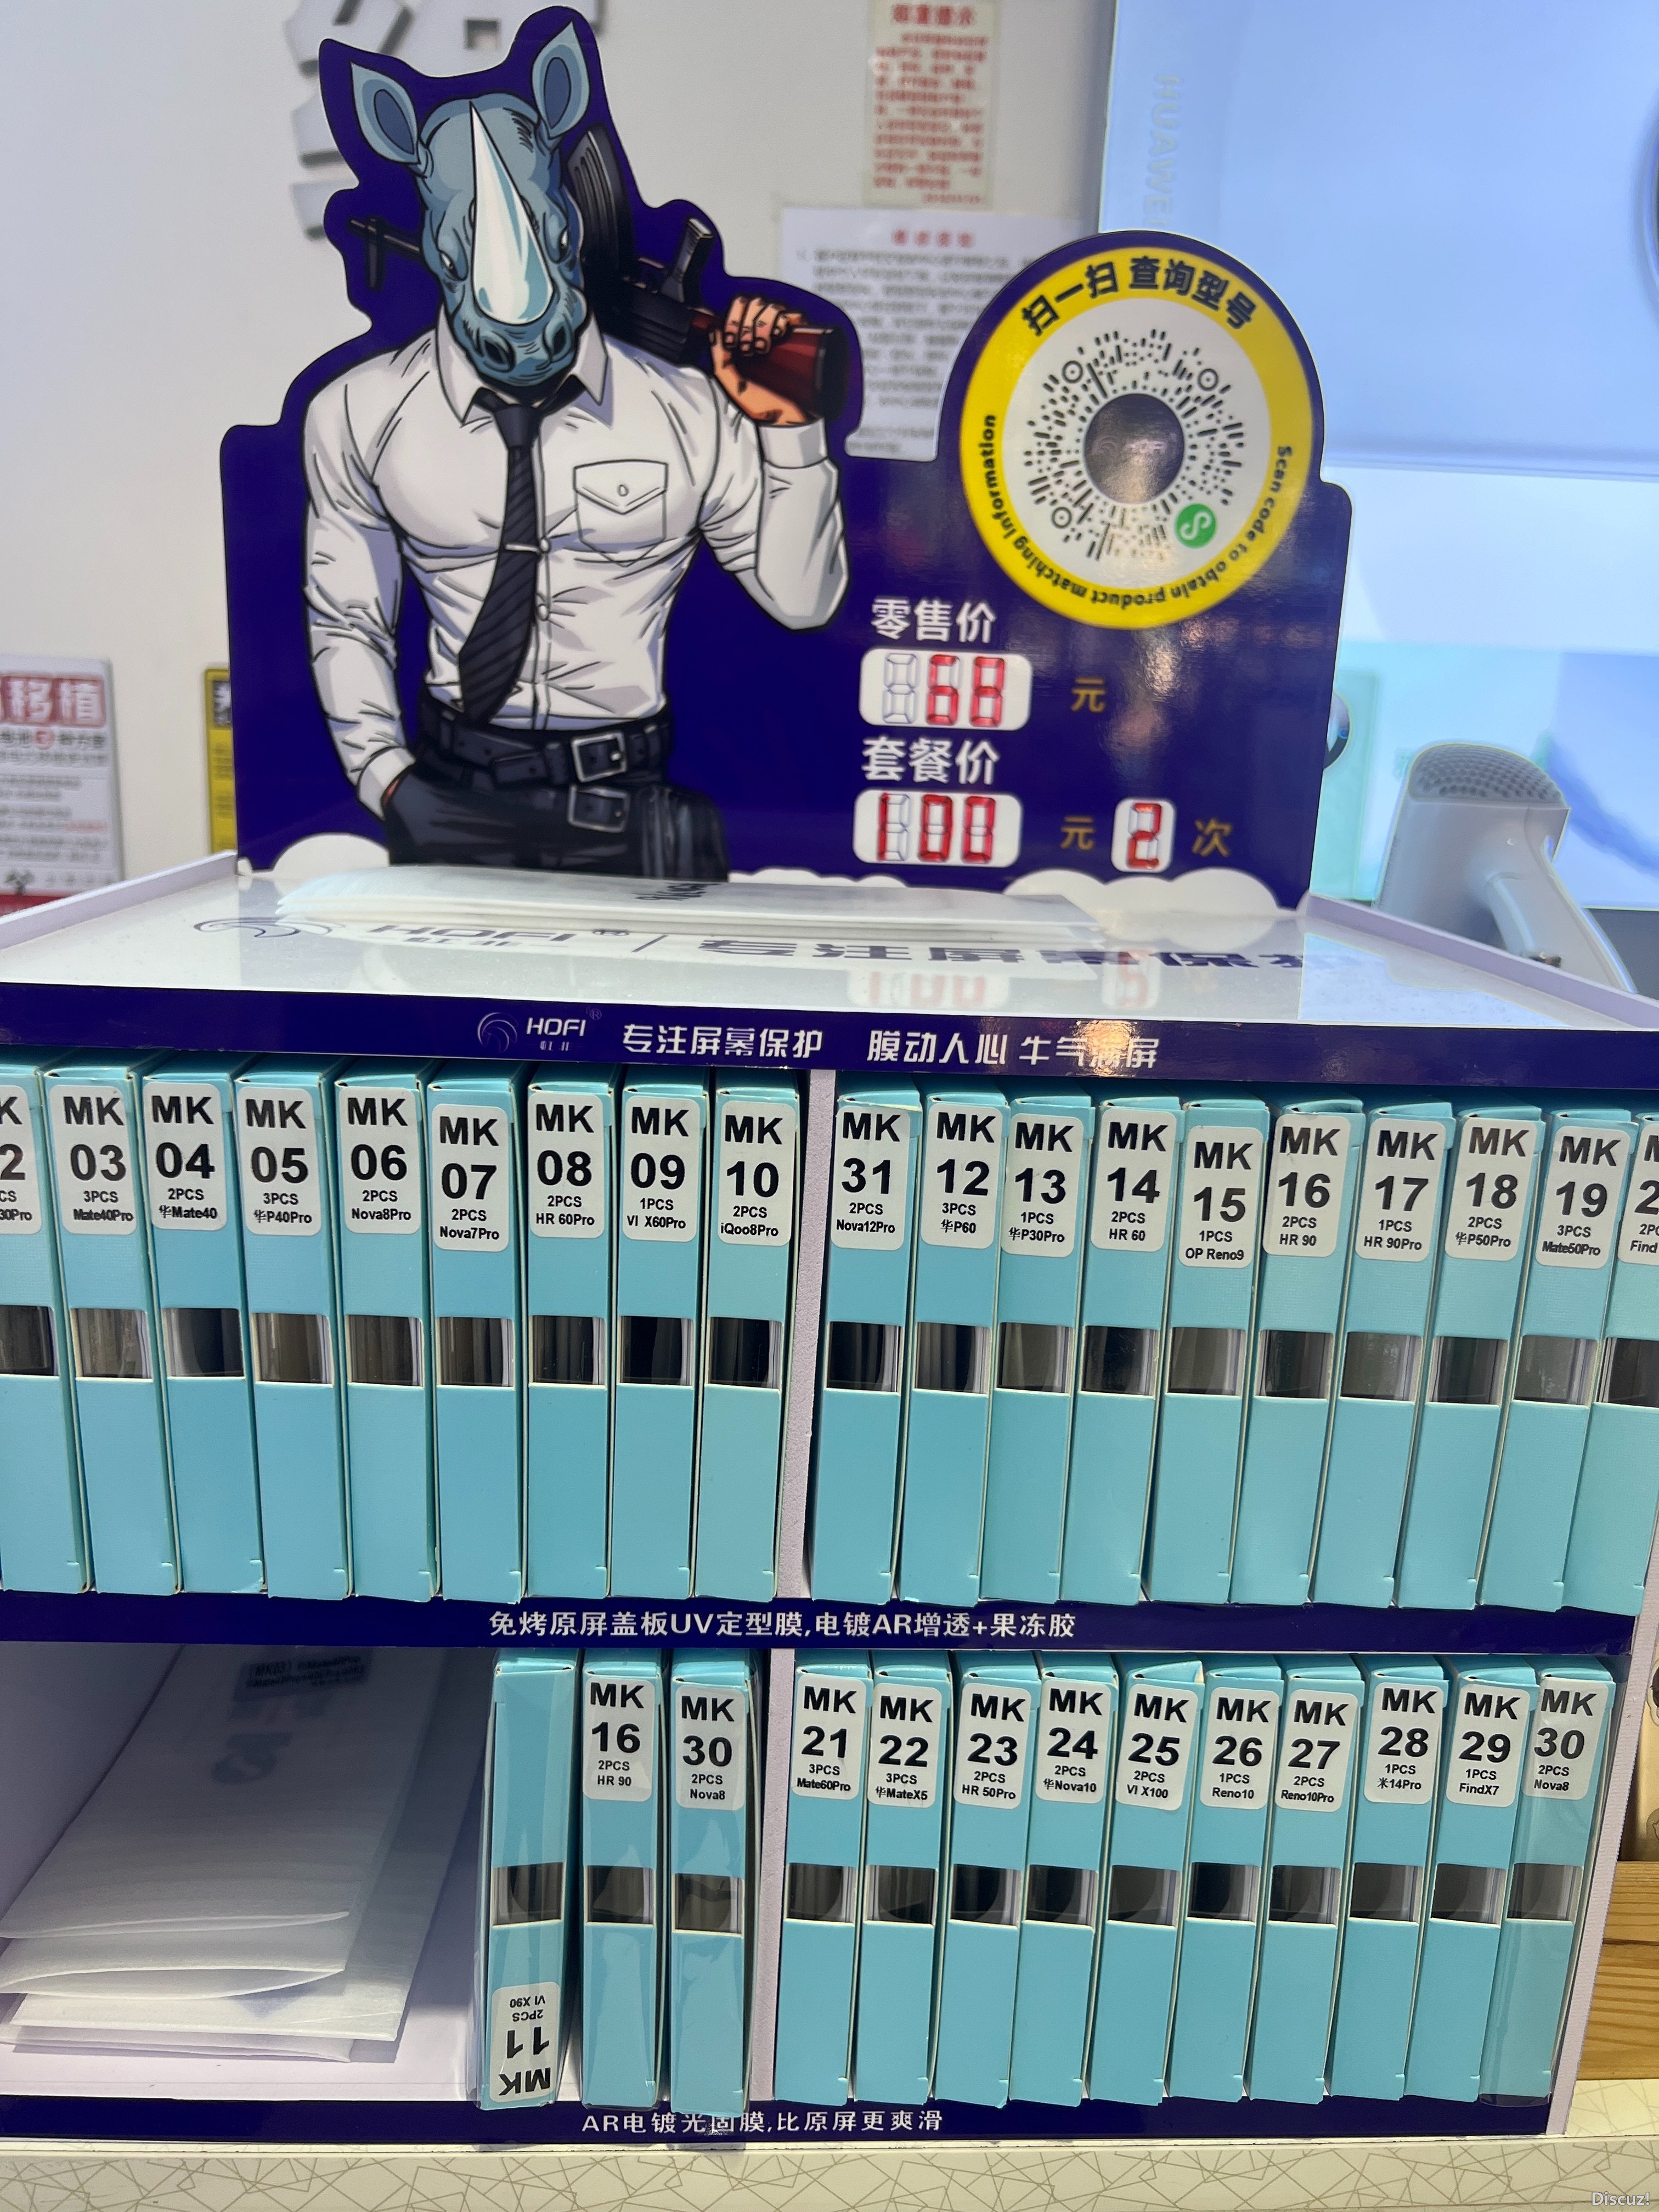 HUAWEI
扫一扫 查询型号
Scan code to obtain product matching information
HOFI
零售价
68 元
套餐价
100 元 2 次
移植
HOFI ® 专注屏幕保护
HOFI ® 虹非 专注屏幕保护 膜动人心 牛气满屏
MK
03
3PCS
Mate40Pro
MK
04
2PCS
华Mate40
MK
05
3PCS
华P40Pro
MK
06
2PCS
Nova8Pro
MK
07
2PCS
Nova7Pro
MK
08
2PCS
HR 60Pro
MK
09
1PCS
VI X60Pro
MK
10
2PCS
iQoo8Pro
MK
31
2PCS
Nova12Pro
MK
12
3PCS
华P60
MK
13
1PCS
华P30Pro
MK
14
2PCS
HR 60
MK
15
1PCS
OP Reno9
MK
16
2PCS
HR 90
MK
17
1PCS
HR 90Pro
MK
18
2PCS
华P50Pro
MK
19
3PCS
Mate50Pro
免烤原屏盖板UV定型膜,电镀AR增透+果冻胶
MK
11
2PCS
VI X90
MK
16
2PCS
HR 90
MK
30
2PCS
Nova8
MK
21
3PCS
Mate60Pro
MK
22
3PCS
华MateX5
MK
23
2PCS
HR 50Pro
MK
24
2PCS
华Nova10
MK
25
2PCS
VI X100
MK
26
1PCS
Reno10
MK
27
2PCS
Reno10Pro
MK
28
1PCS
米14Pro
MK
29
1PCS
FindX7
MK
30
2PCS
Nova8
AR电镀光固膜,比原屏更爽滑
Discuz!